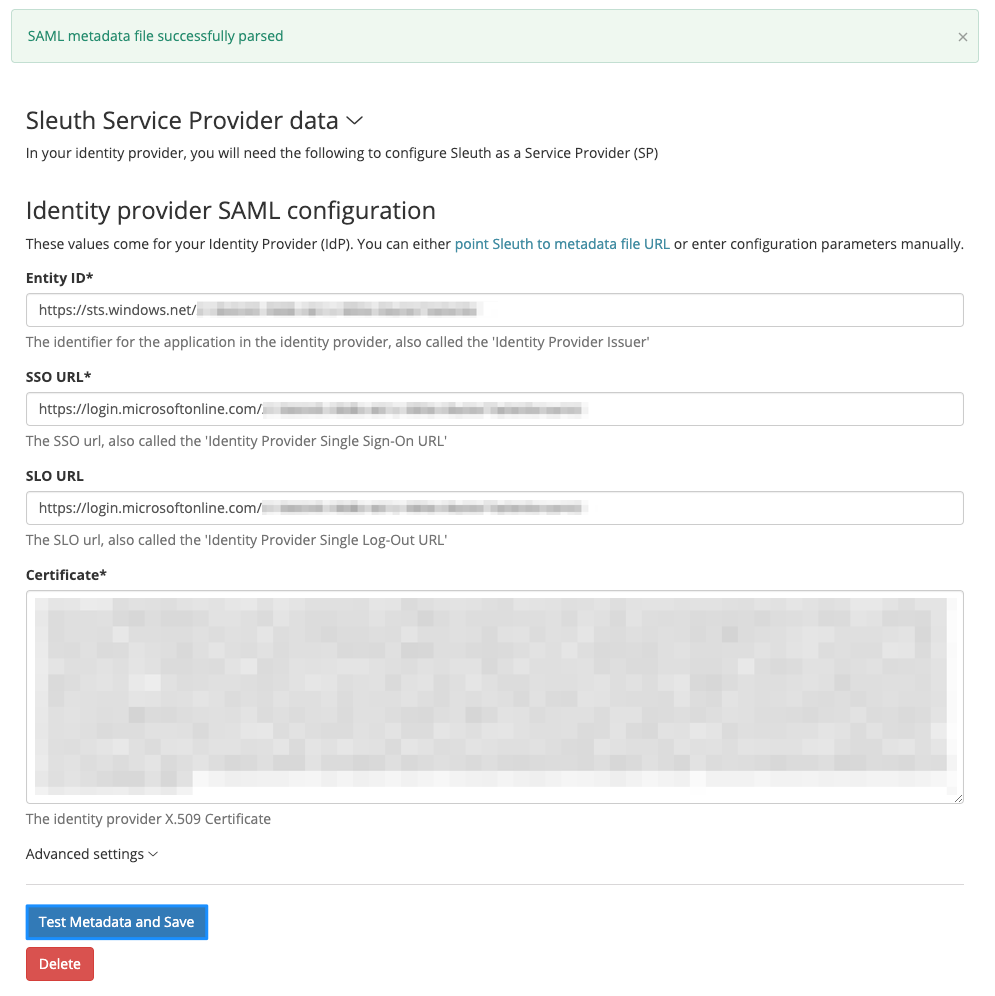 SAML metadata file successfully parsed
Sleuth Service Provider data
In your identity provider, you will need the following to configure Sleuth as a Service Provider (SP)
Identity provider SAML configuration
These values come for your Identity Provider (IdP). You can either point Sleuth to metadata file URL or enter configuration parameters manually.
Entity ID*
https://sts.windows.net/
The identifier for the application in the identity provider, also called the 'Identity Provider Issuer'
SSO URL*
https://login.microsoftonline.com/
The SSO url, also called the 'Identity Provider Single Sign-On URL'
SLO URL
https://login.microsoftonline.com/
The SLO url, also called the 'Identity Provider Single Log-Out URL'
Certificate*
The identity provider X.509 Certificate
Advanced settings
Test Metadata and Save
Delete